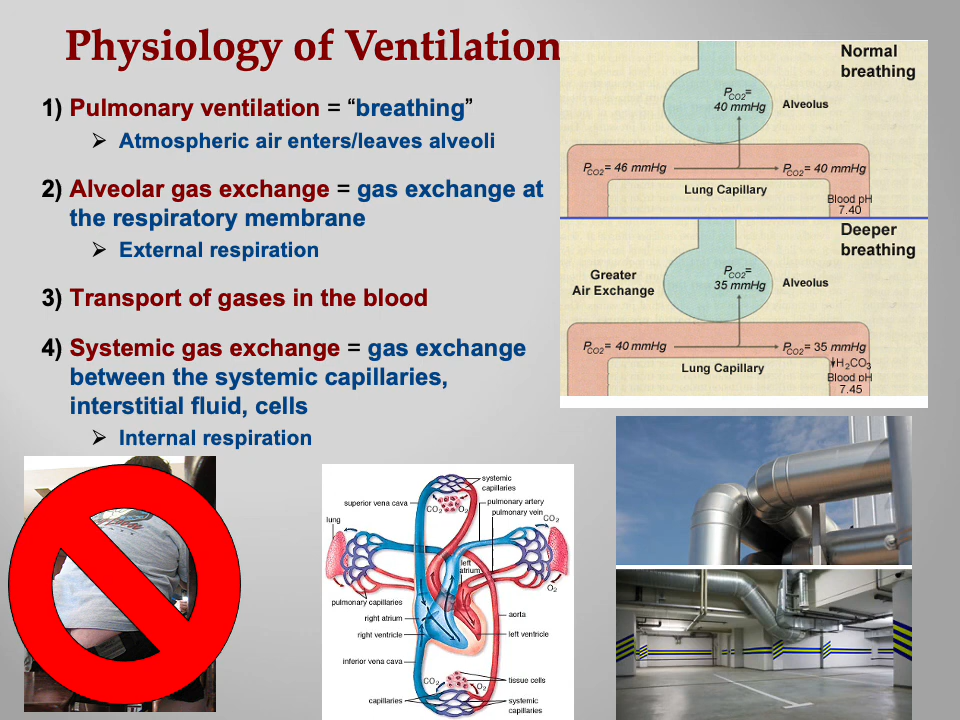 Physiology of Ventilation
1) Pulmonary ventilation = “breathing”
➢ Atmospheric air enters/leaves alveoli
2) Alveolar gas exchange = gas exchange at
the respiratory membrane
➢ External respiration
3) Transport of gases in the blood
4) Systemic gas exchange = gas exchange
between the systemic capillaries,
interstitial fluid, cells
➢ Internal respiration
Normal
breathing
PCO2=
40 mmHg
Alveolus
PCO2= 46 mmHg
PCO2= 40 mmHg
Lung Capillary
Blood pH
7.40
Deeper
breathing
Greater
Air Exchange
PCO2=
35 mmHg
Alveolus
PCO2= 40 mmHg
PCO2= 35 mmHg
Lung Capillary
↓H2CO3
Blood pH
7.45
systemic
capillaries
superior vena cava
CO2
O2
pulmonary artery
pulmonary vein
lung
CO2
left
atrium
O2
pulmonary capillaries
right atrium
aorta
right ventricle
left ventricle
inferior vena cava
CO2
O2
tissue cells
capillaries
systemic
capillaries